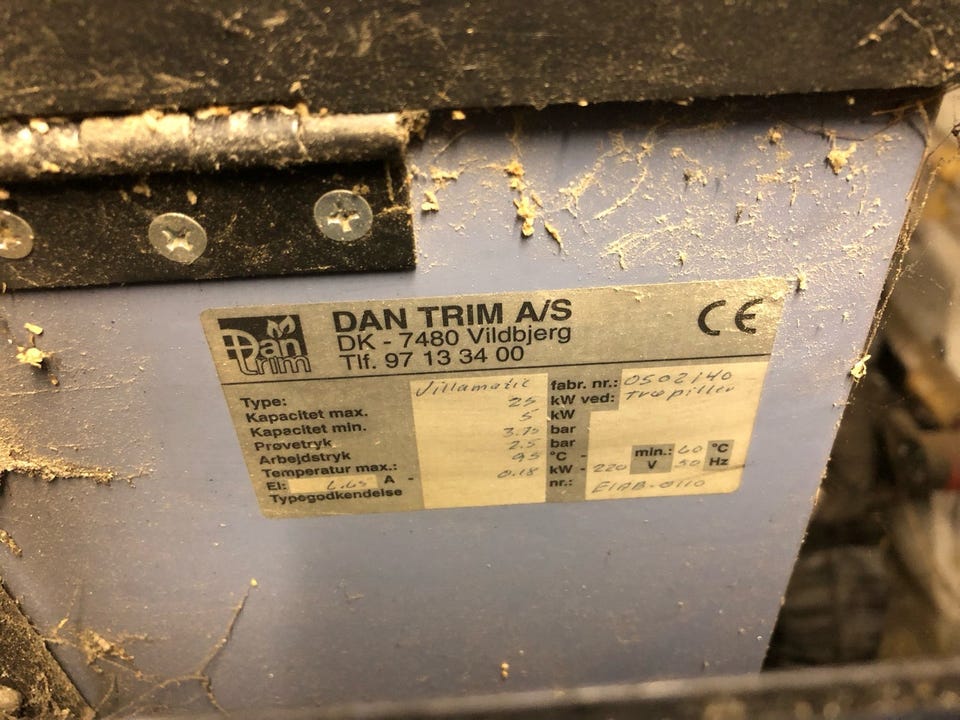 Dan trim
DAN TRIM A/S
DK - 7480 Vildbjerg
Tlf. 97 13 34 00
CE
Type: Villamatic fabr. nr.: 0502140
Kapacitet max. 25 kW ved: Træpiller
Kapacitet min. 5 kW
Prøvetryk 3.75 bar
Arbejdstryk 2,5 bar
Temperatur max.: 95 °C - min.: 60 °C
El: A - 0.18 kW - 220 V 50 Hz
Typegodkendelse nr.: